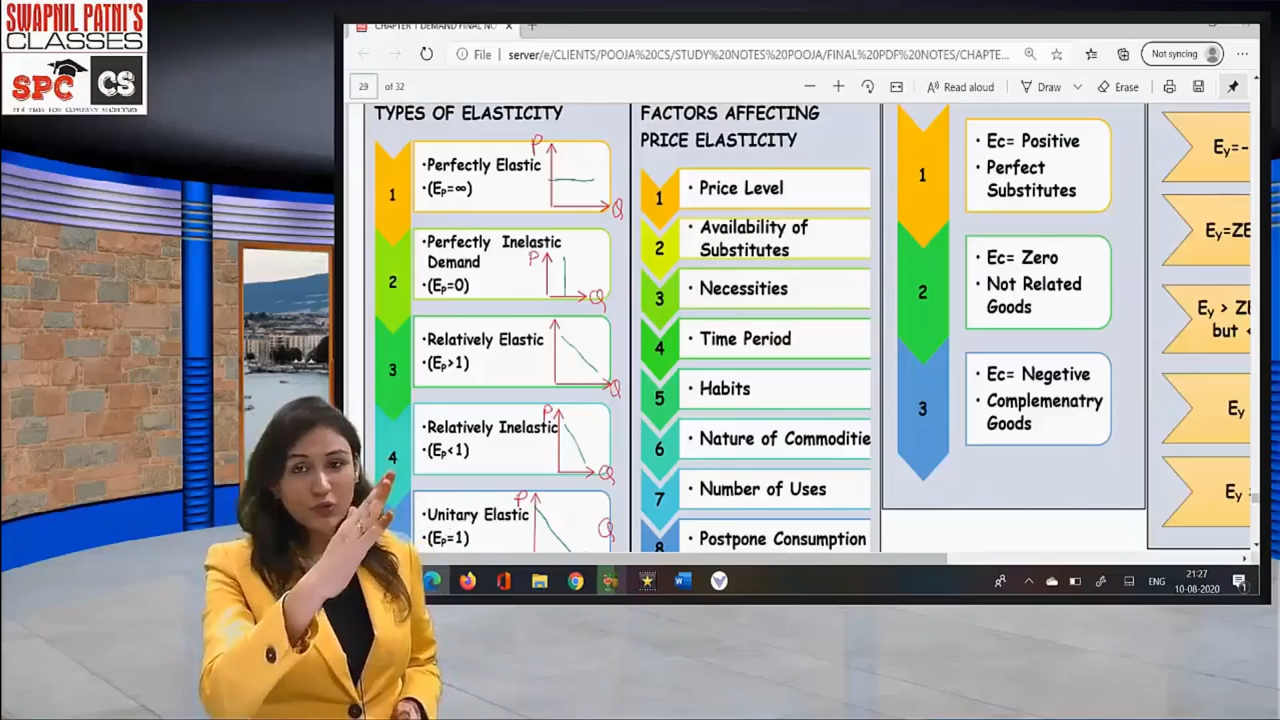 SWAPNIL PATNI'S
CLASSES
SPC
CS
CHAPTER 1 DEMAND FINAL NO
File
server/e/CLIENTS/POOJA%20CS/STUDY%20NOTES%20POOJA/FINAL%20PDF%20NOTES/CHAPTE...
Not syncing
29
of 32
Read aloud
Draw
Erase
TYPES OF ELASTICITY
1
•Perfectly Elastic
•(Ep=∞)
P
Q
2
•Perfectly Inelastic
Demand
•(Ep=0)
P
Q
3
•Relatively Elastic
•(Ep>1)
Q
4
•Relatively Inelastic
•(Ep<1)
P
Q
•Unitary Elastic
•(Ep=1)
P
Q
FACTORS AFFECTING
PRICE ELASTICITY
1
• Price Level
2
• Availability of
Substitutes
3
• Necessities
4
• Time Period
5
• Habits
6
• Nature of Commoditie
7
• Number of Uses
8
• Postpone Consumption
1
• Ec= Positive
• Perfect
Substitutes
2
• Ec= Zero
• Not Related
Goods
3
• Ec= Negetive
• Complemenatry
Goods
Ey=-
Ey=ZE
Ey > ZE
but <
Ey
Ey =
ENG
21:27
10-08-2020
1